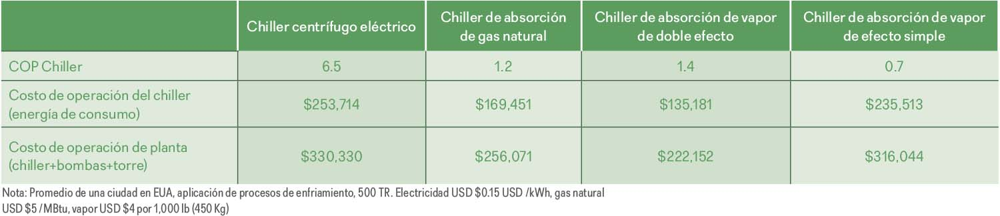 Chiller centrífugo eléctrico
Chiller de absorción
de gas natural
Chiller de absorción de vapor
de doble efecto
Chiller de absorción de vapor
de efecto simple
COP Chiller
6.5
1.2
1.4
0.7
Costo de operación del chiller
(energía de consumo)
$253,714
$169,451
$135,181
$235,513
Costo de operación de planta
(chiller+bombas+torre)
$330,330
$256,071
$222,152
$316,044
Nota: Promedio de una ciudad en EUA, aplicación de procesos de enfriamiento, 500 TR. Electricidad USD $0.15 USD /kWh, gas natural
USD $5 /MBtu, vapor USD $4 por 1,000 lb (450 Kg)